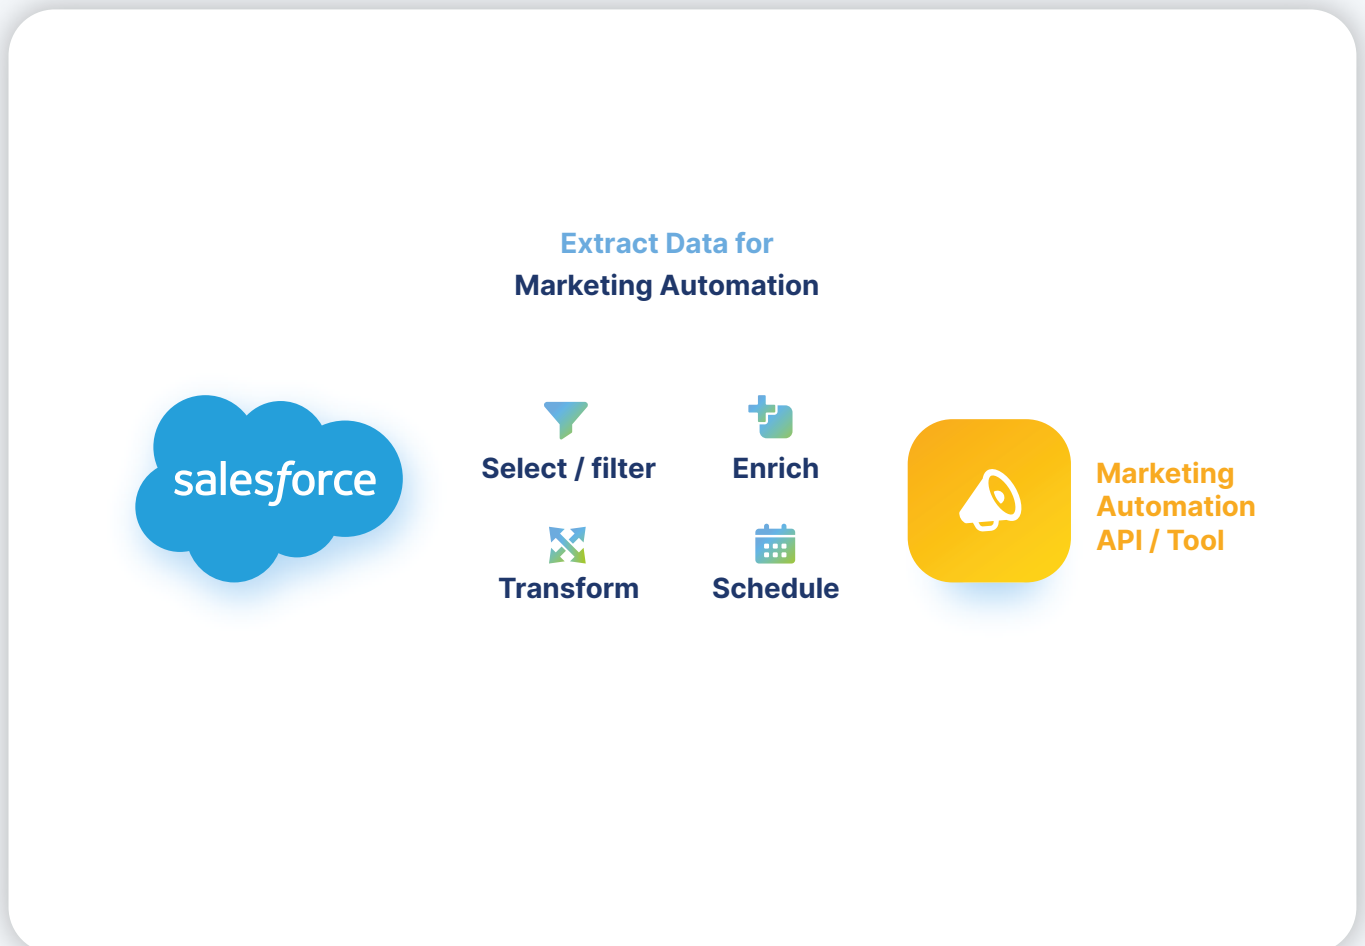 Extract Data for
Marketing Automation
salesforce
Select / filter
Enrich
Transform
Schedule
Marketing
Automation
API / Tool